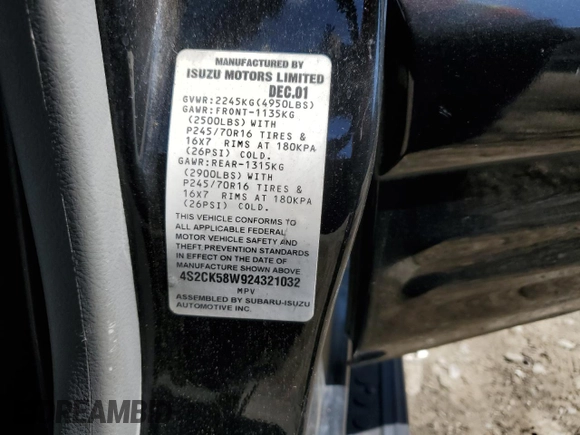 MANUFACTURED BY
ISUZU MOTORS LIMITED
DEC.01
GVWR:2245KG(4950LBS)
GAWR:FRONT-1135KG
(2500LBS) WITH
P245/70R16 TIRES &
16X7 RIMS AT 180KPA
(26PSI) COLD.
GAWR:REAR-1315KG
(2900LBS) WITH
P245/70R16 TIRES &
16X7 RIMS AT 180KPA
(26PSI) COLD.
THIS VEHICLE CONFORMS TO
ALL APPLICABLE FEDERAL
MOTOR VEHICLE SAFETY AND
THEFT PREVENTION STANDARDS
IN EFFECT ON THE DATE OF
MANUFACTURE SHOWN ABOVE
4S2CK58W924321032
MPV
ASSEMBLED BY SUBARU-ISUZU
AUTOMOTIVE INC.